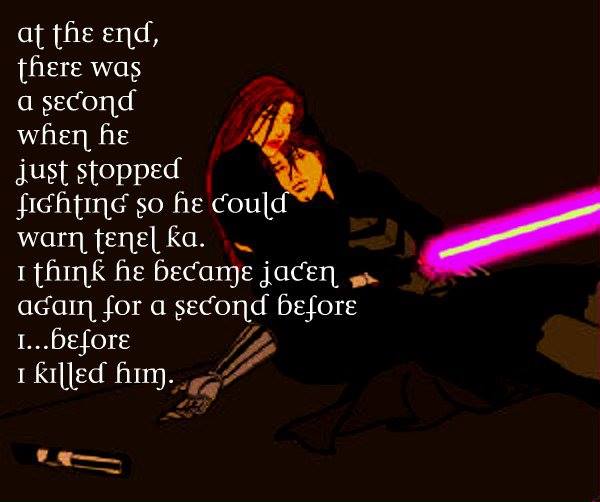 at the end,
there was
a second
when he
just stopped
fighting so he could
warn tenel ka.
i think he became jacen
again for a second before
i...before
i killed him.